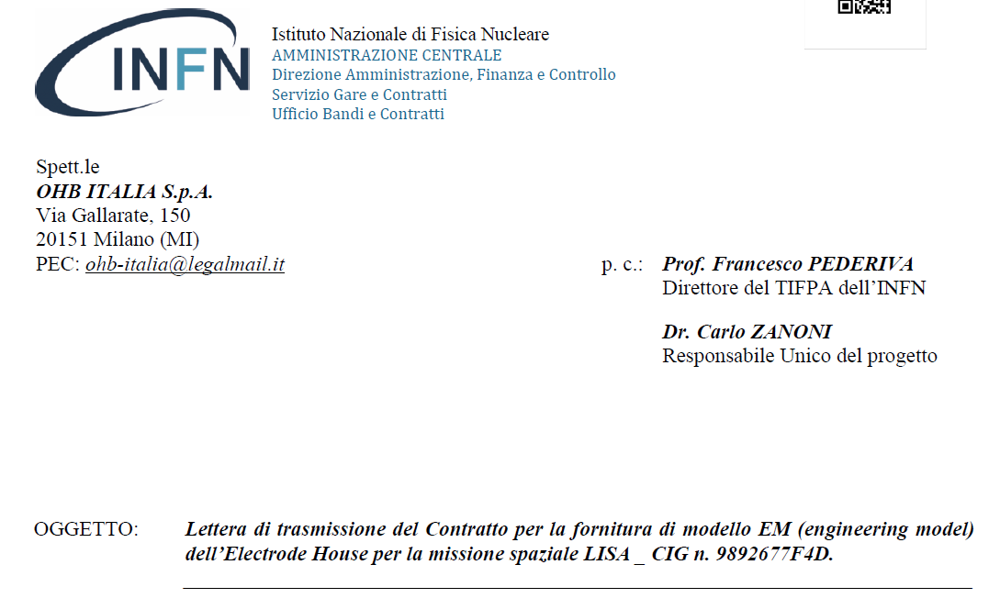 INFN
Istituto Nazionale di Fisica Nucleare
AMMINISTRAZIONE CENTRALE
Direzione Amministrazione, Finanza e Controllo
Servizio Gare e Contratti
Ufficio Bandi e Contratti
Spett.le
OHB ITALIA S.p.A.
Via Gallarate, 150
20151 Milano (MI)
PEC: ohb-italia@legalmail.it
p. c.: Prof. Francesco PEDERIVA
Direttore del TIFPA dell'INFN
Dr. Carlo ZANONI
Responsabile Unico del progetto
OGGETTO: Lettera di trasmissione del Contratto per la fornitura di modello EM (engineering model)
dell'Electrode House per la missione spaziale LISA _ CIG n. 9892677F4D.